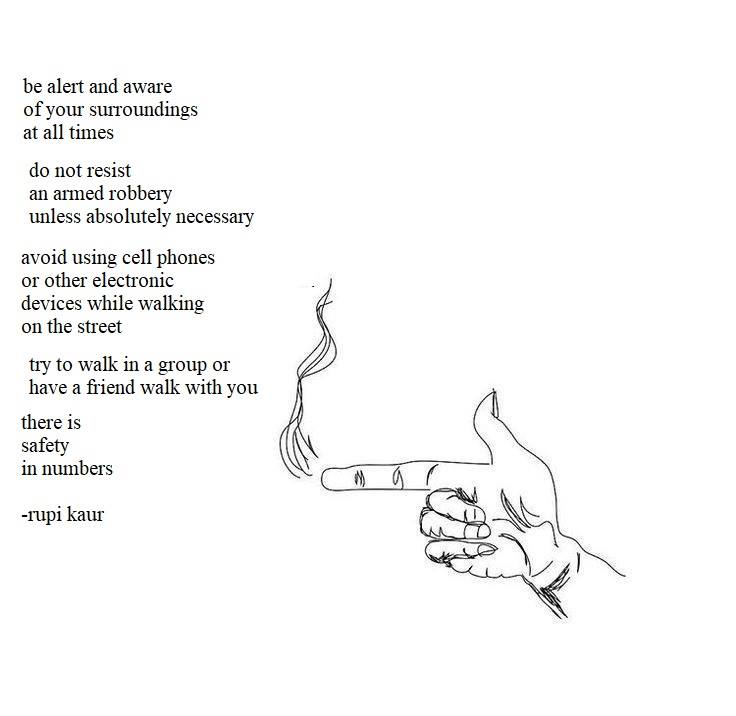 be alert and aware
of your surroundings
at all times
do not resist
an armed robbery
unless absolutely necessary
avoid using cell phones
or other electronic
devices while walking
on the street
try to walk in a group or
have a friend walk with you
there is
safety
in numbers
-rupi kaur